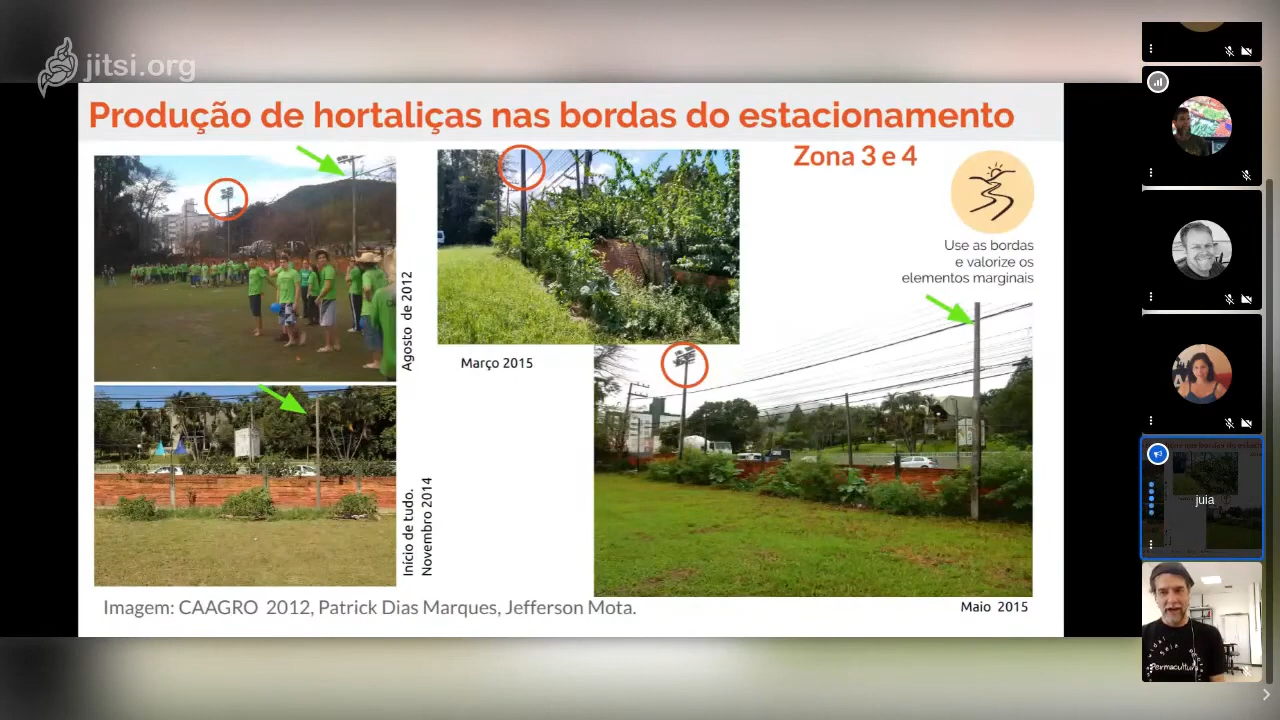 jitsi.org
Produção de hortaliças nas bordas do estacionamento
Zona 3 e 4
Agosto de 2012
Março 2015
Use as bordas
e valorize os
elementos marginais
Início de tudo.
Novembro 2014
Imagem: CAAGRO 2012, Patrick Dias Marques, Jefferson Mota.
Maio 2015
juia
Permacultura